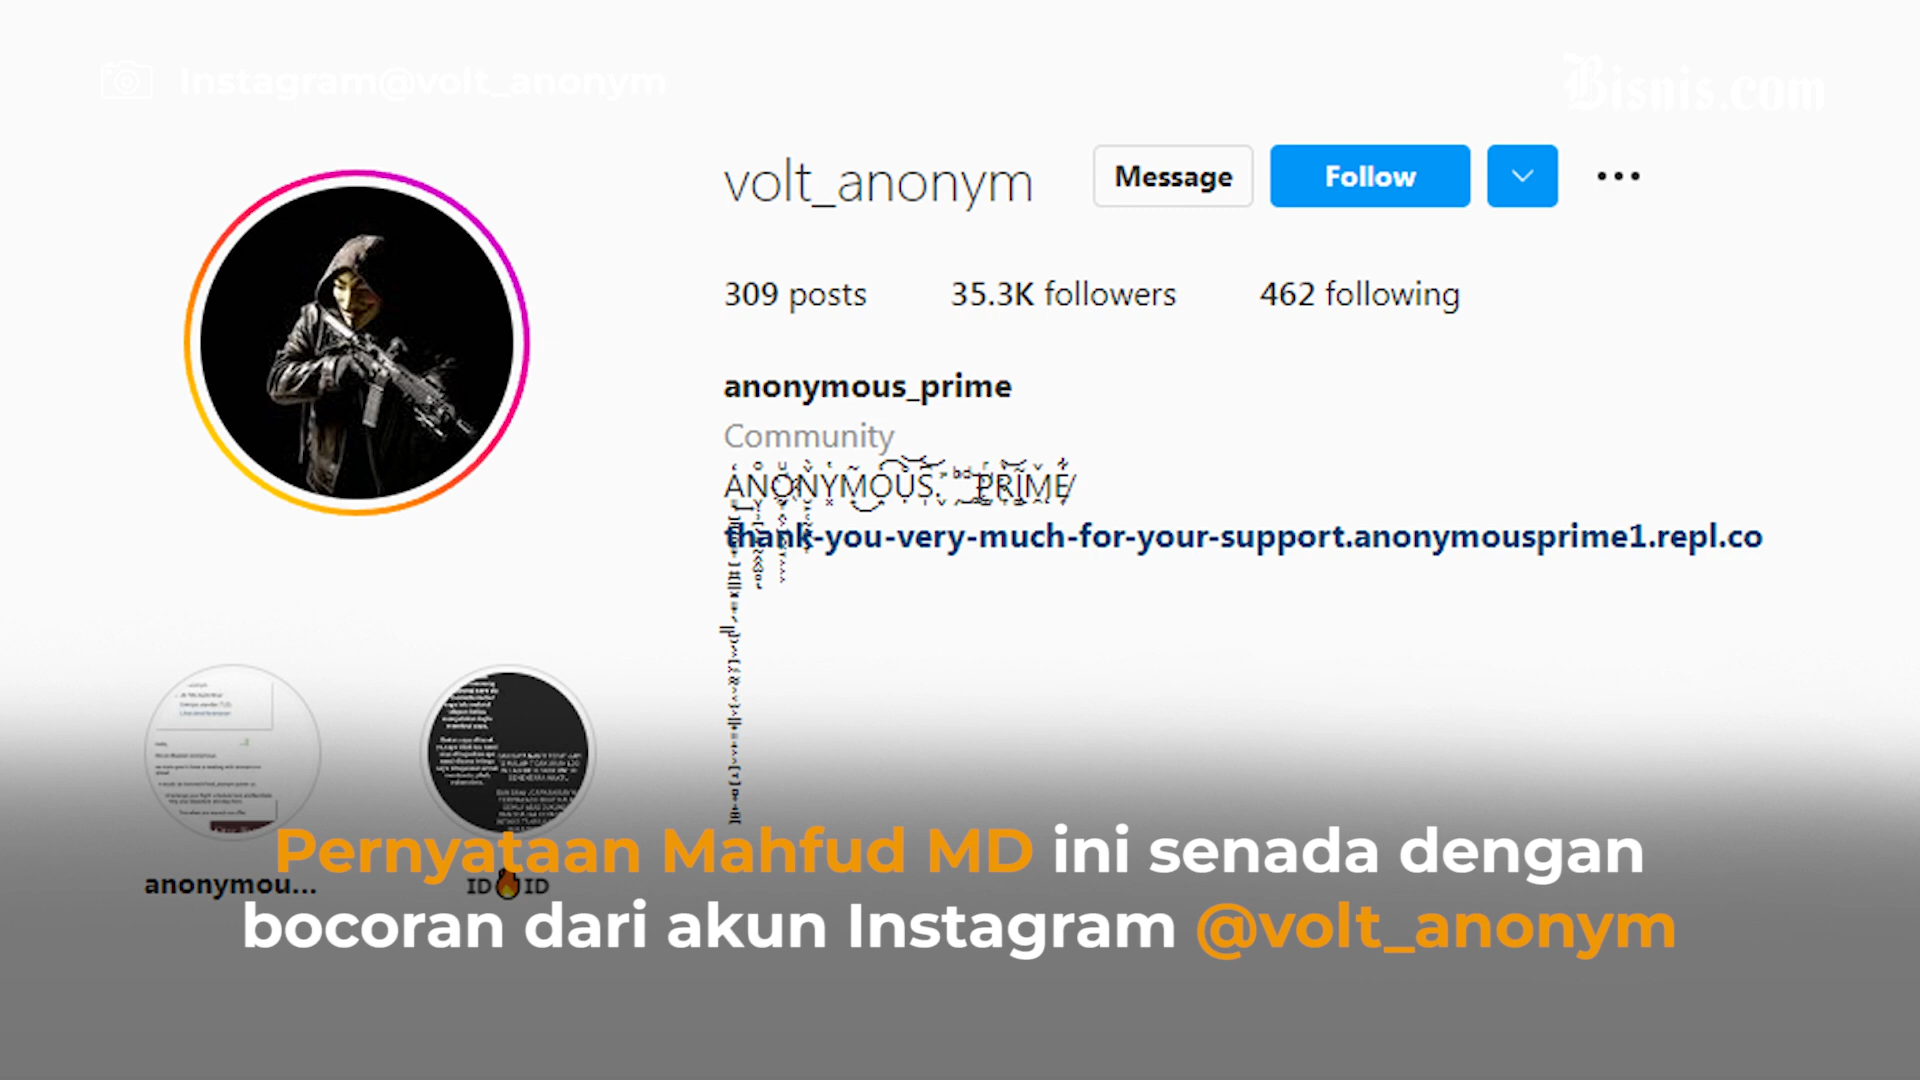 Instagram@volt_anonym
Bisnis.com
volt_anonym
Message
Follow
309 posts
35.3K followers
462 following
anonymous_prime
Community
ANONYMOUS. PRIME
thank-you-very-much-for-your-support.anonymousprime1.repl.co
anonymou...
ID🔥ID
Pernyataan Mahfud MD ini senada dengan
bocoran dari akun Instagram @volt_anonym